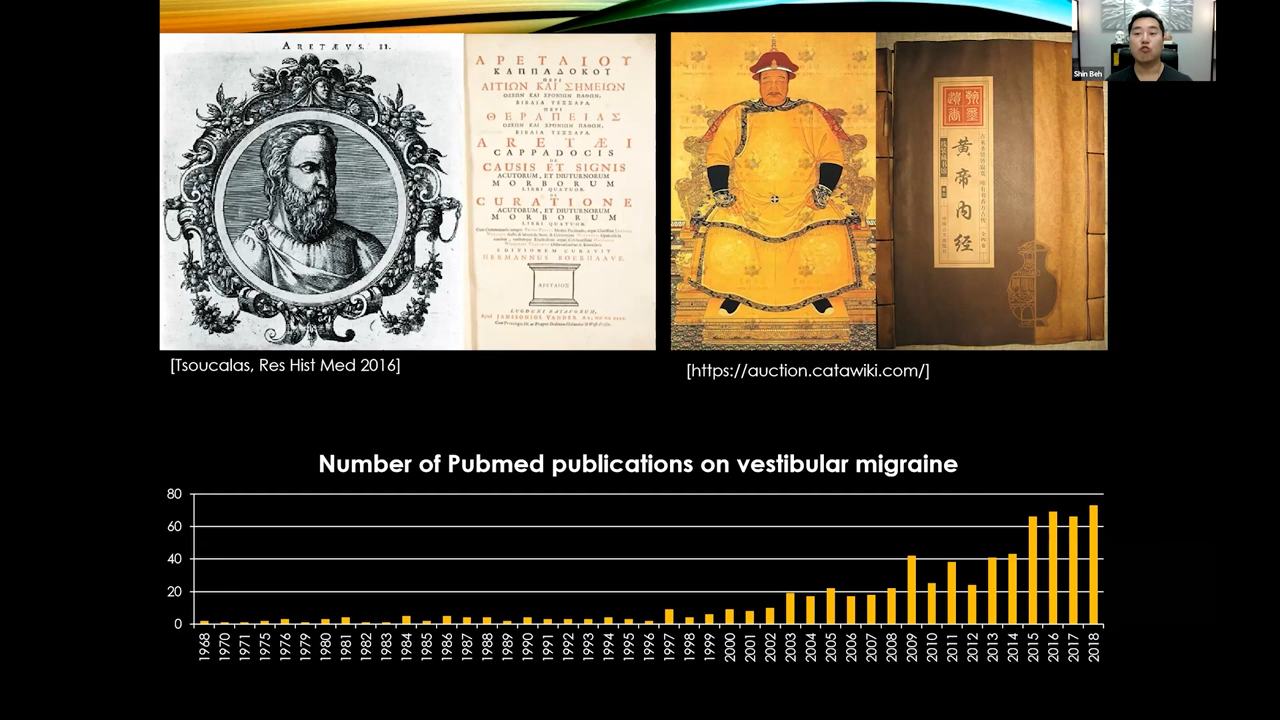 ARETÆVS. II.
ΑΡΕΤΑΙΟΥ
ΚΑΠΠΑΔΟΚΟΥ
ΠΕΡΙ
ΑΙΤΙΩΝ ΚΑΙ ΣΗΜΕΙΩΝ
ΟΞΕΩΝ ΚΑΙ ΧΡΟΝΙΩΝ ΠΑΘΩΝ,
ΒΙΒΛΙΑ ΤΕΣΣΑΡΑ.
ΠΕΡΙ
ΘΕΡΑΠΕΙΑΣ
ΟΞΕΩΝ ΚΑΙ ΧΡΟΝΙΩΝ ΠΑΘΩΝ,
ΒΙΒΛΙΑ ΤΕΣΣΑΡΑ.
ARETÆI
CAPPADOCIS
DE
CAUSIS ET SIGNIS
ACUTORUM, ET DIUTURNORUM
MORBORUM
LIBRI QUATUOR.
DE
CURATIONE
ACUTORUM, ET DIUTURNORUM
MORBORUM
LIBRI QUATUOR.
EDITIONEM CURAVIT
HERMANNUS BOERHAAVE.
ΑΡΕΤΑΙΟΣ
LUGDUNI BATAVORUM,
JANSSONIUS VANDER
黄帝内经
Shin Beh
[Tsoucalas, Res Hist Med 2016]
[https://auction.catawiki.com/]
Number of Pubmed publications on vestibular migraine
80
60
40
20
0
1968 1970 1971 1975 1976 1979 1980 1981 1982 1983 1984 1985 1986 1987 1988 1989 1990 1991 1992 1993 1994 1995 1996 1997 1998 1999 2000 2001 2002 2003 2004 2005 2006 2007 2008 2009 2010 2011 2012 2013 2014 2015 2016 2017 2018